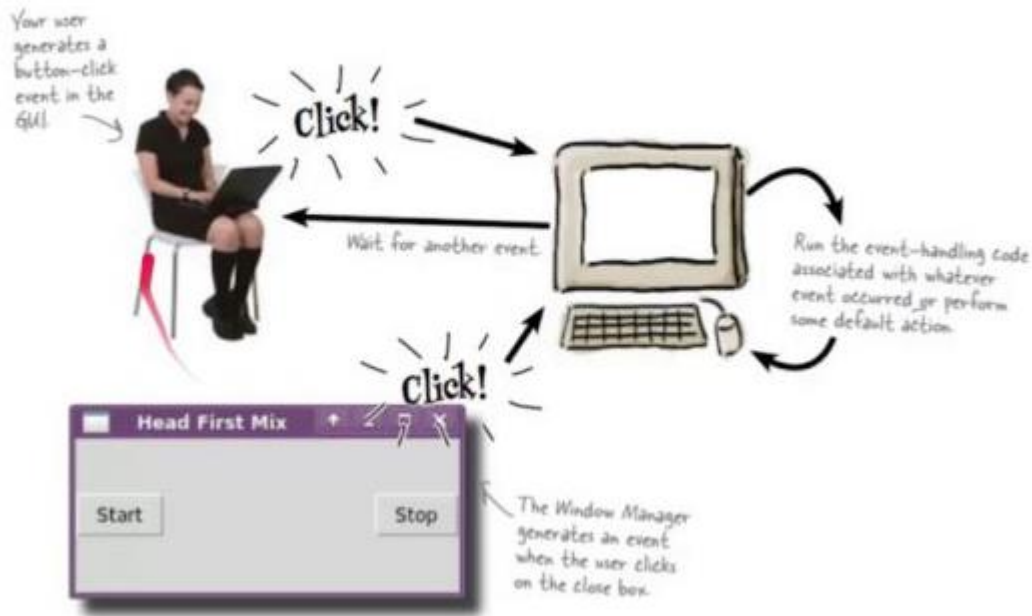 Your user
generates a
button-click
event in the
GUI.
Click!
Wait for another event.
Run the event-handling code
associated with whatever
event occurred or perform
some default action.
Click!
Head First Mix
Start
Stop
The Window Manager
generates an event
when the user clicks
on the close box.